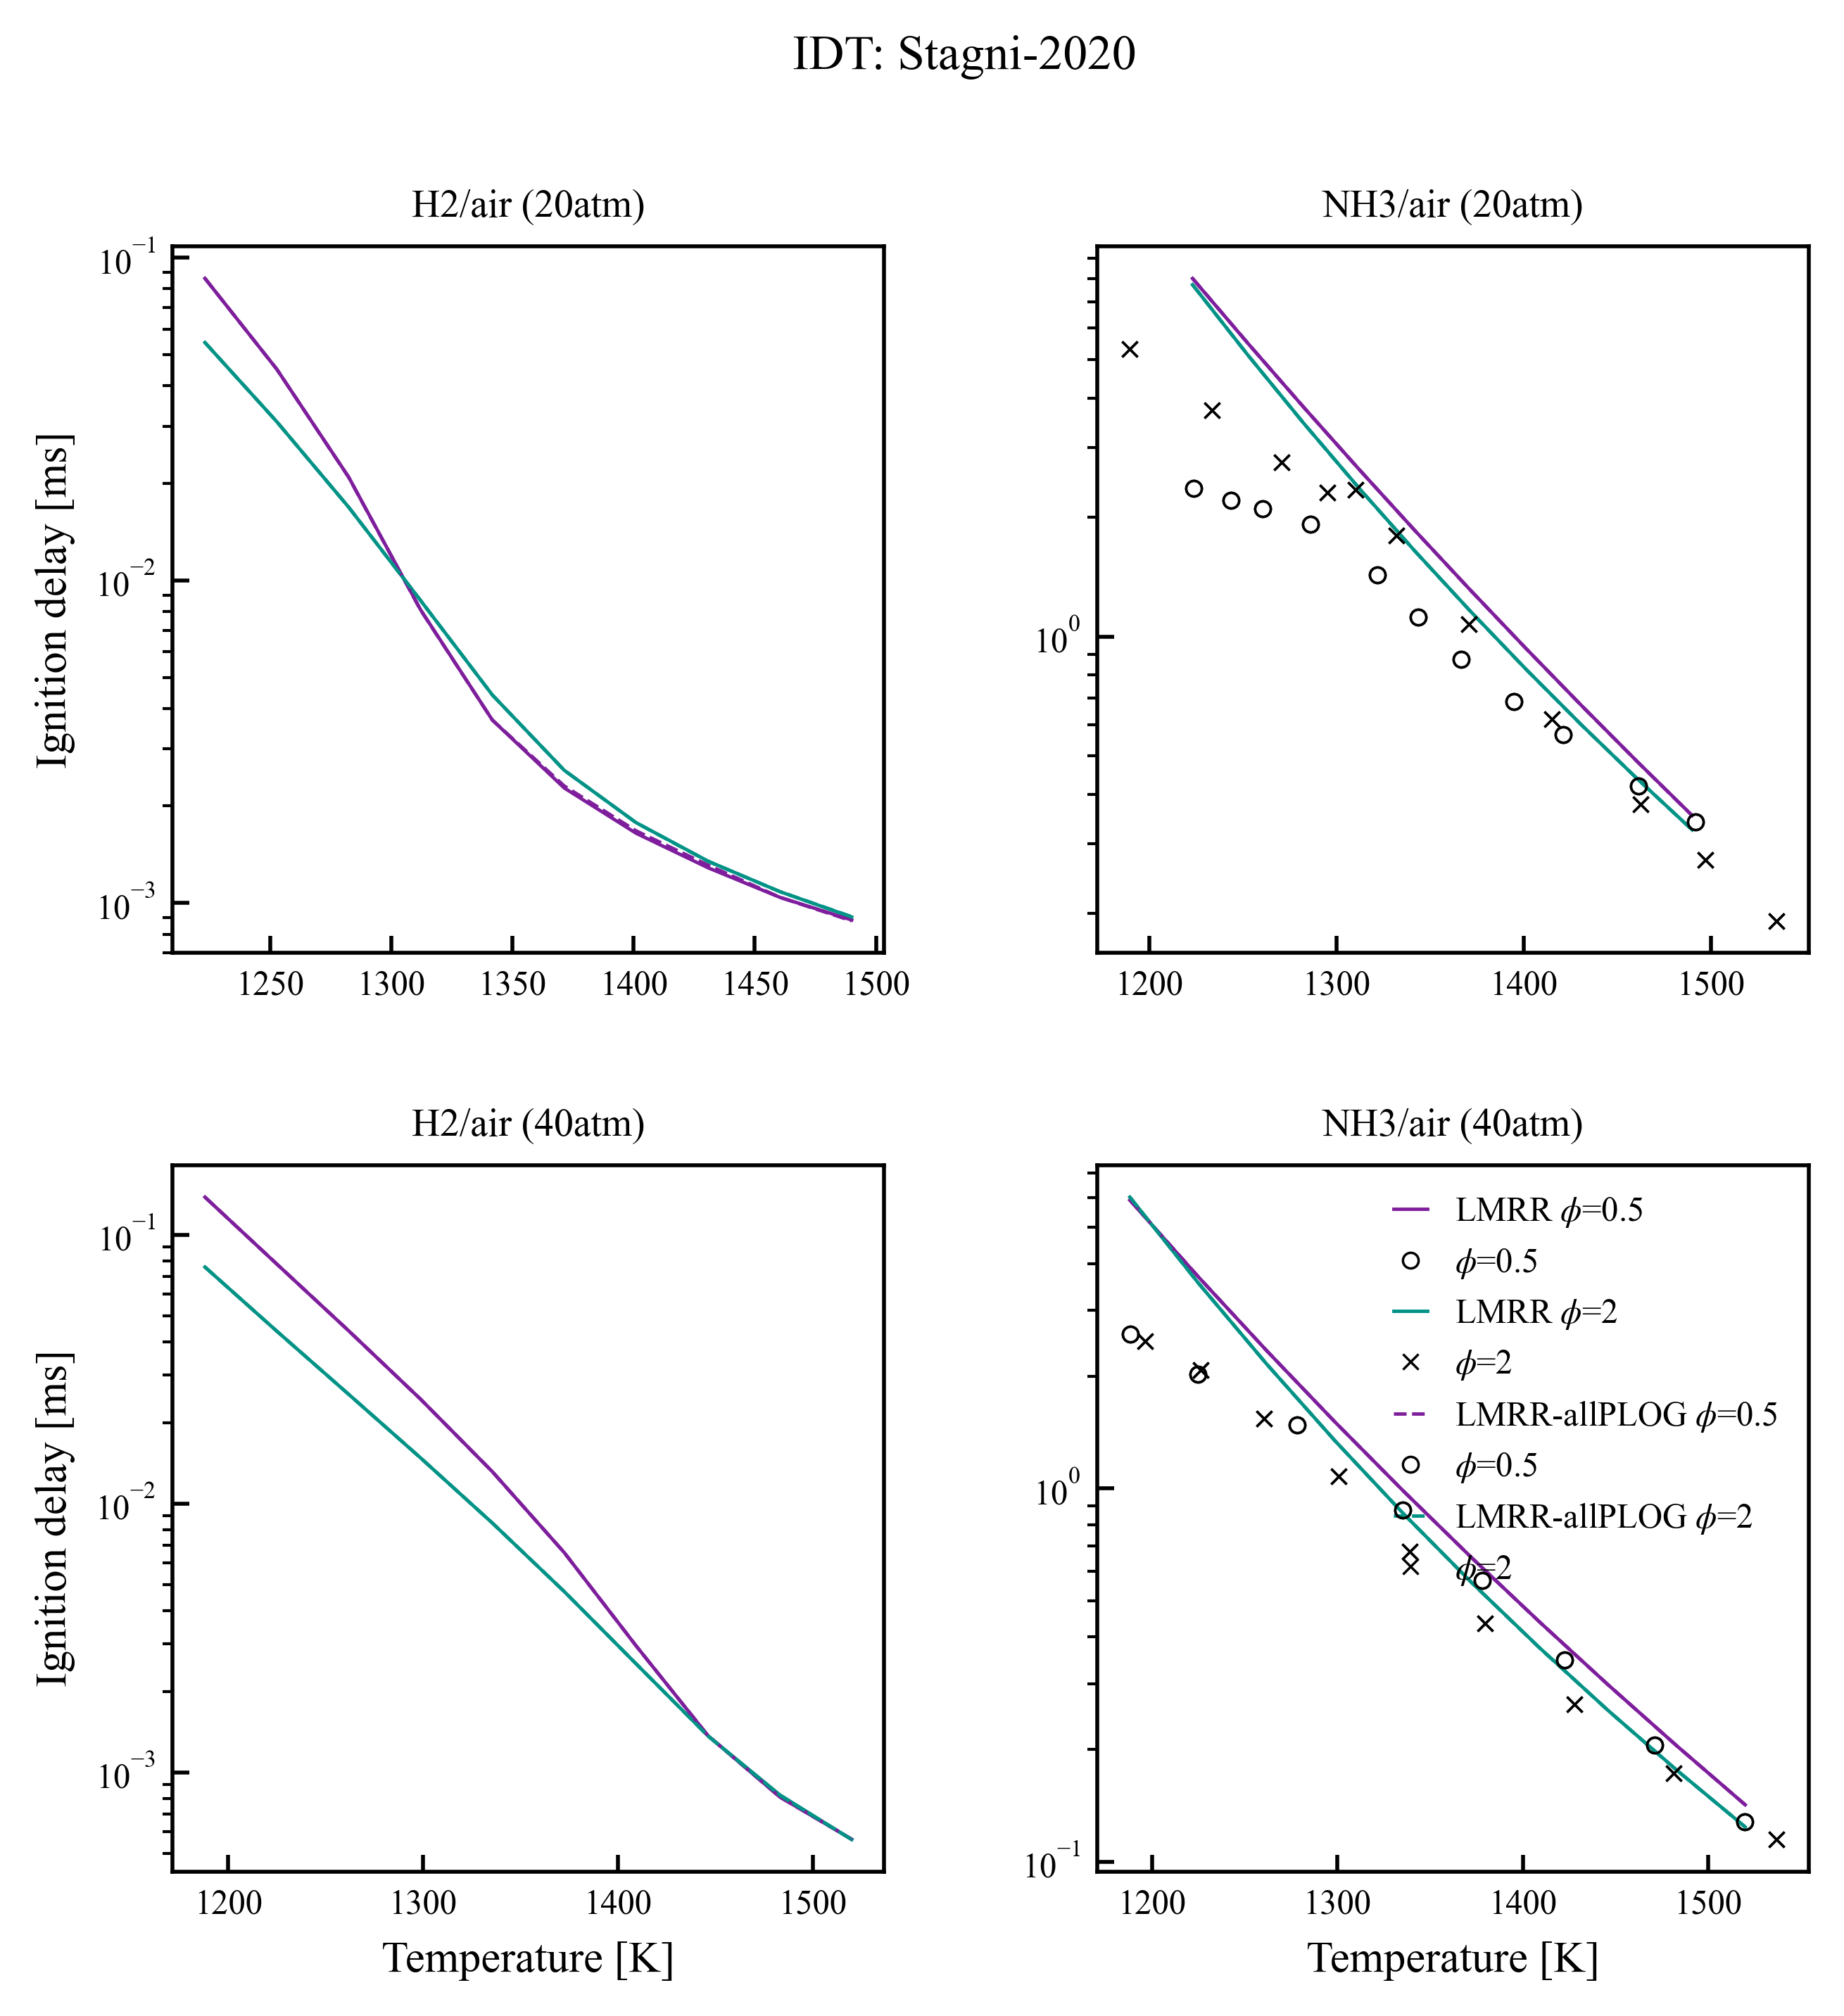 IDT: Stagni-2020
H2/air (20atm)
Ignition delay [ms]
10⁻¹
10⁻²
10⁻³
1250 1300 1350 1400 1450 1500
NH3/air (20atm)
10⁰
1200 1300 1400 1500
H2/air (40atm)
Ignition delay [ms]
10⁻¹
10⁻²
10⁻³
1200 1300 1400 1500
Temperature [K]
NH3/air (40atm)
10⁰
10⁻¹
LMRR ϕ=0.5
ϕ=0.5
LMRR ϕ=2
ϕ=2
LMRR-allPLOG ϕ=0.5
ϕ=0.5
LMRR-allPLOG ϕ=2
ϕ=2
1200 1300 1400 1500
Temperature [K]